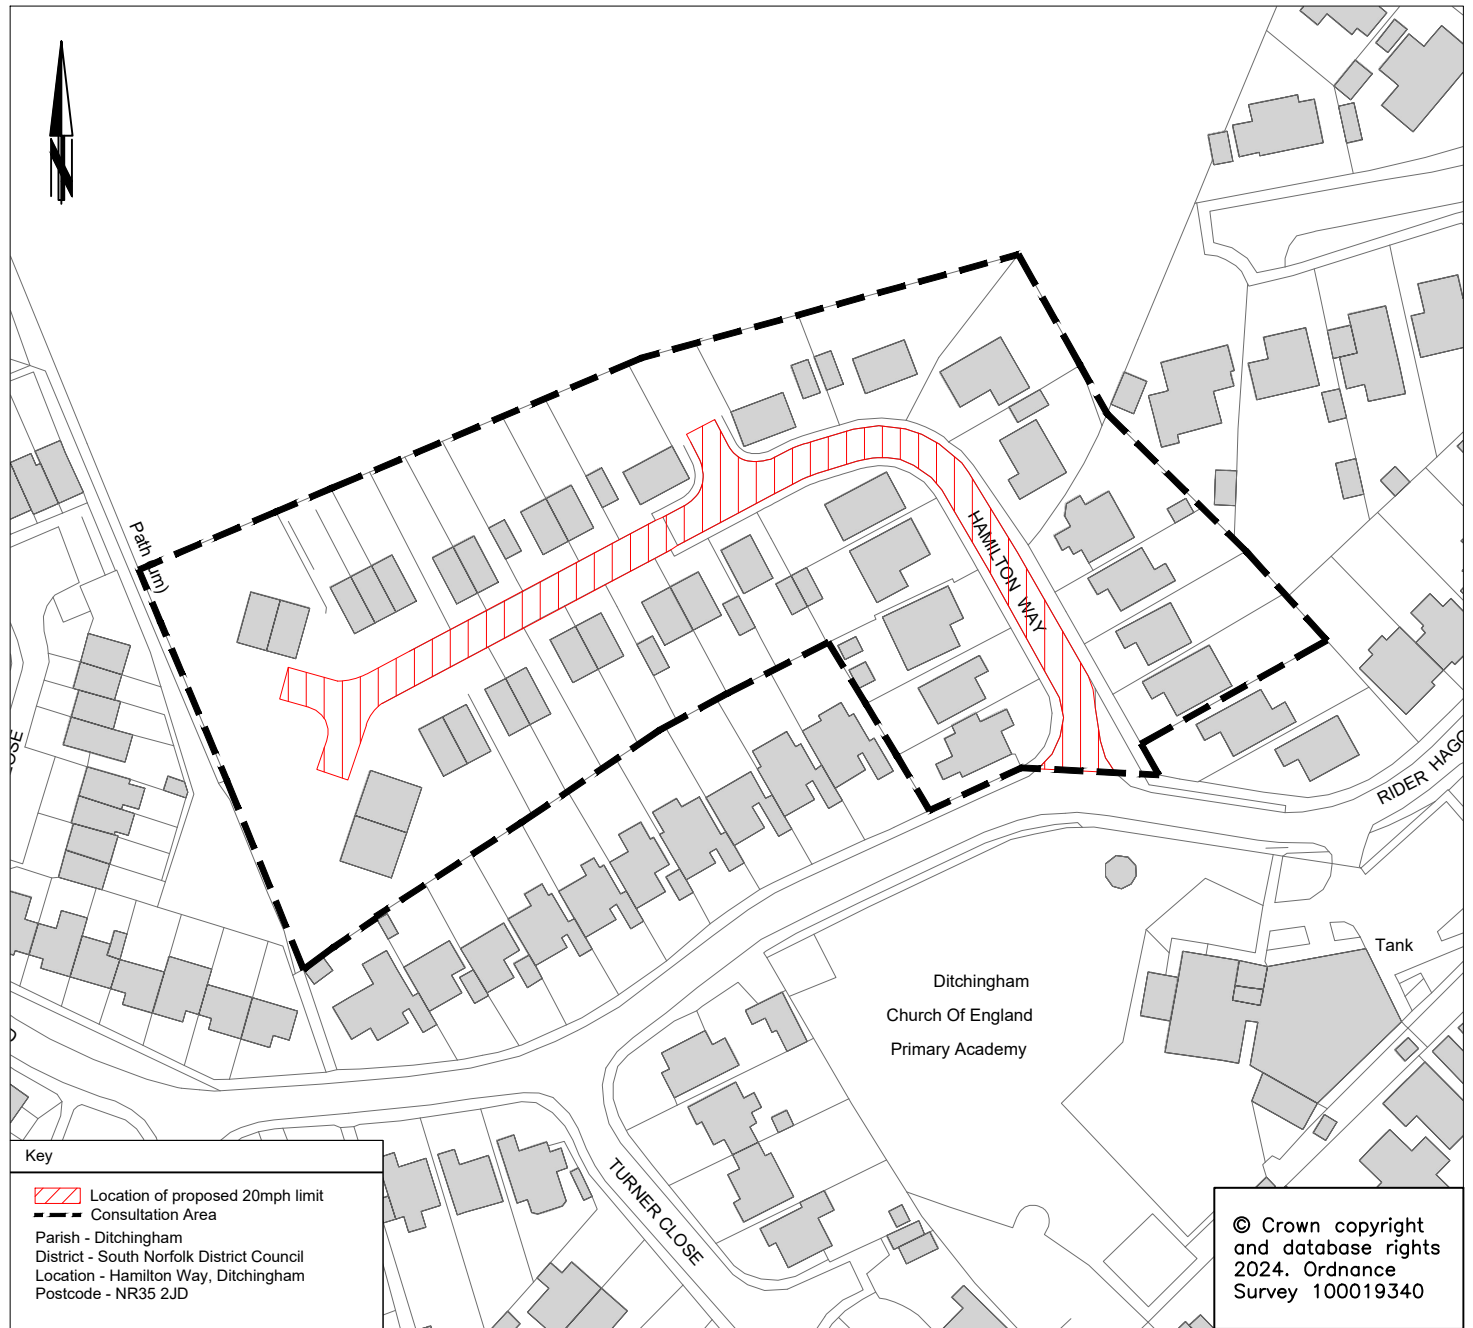 N
Path (um)
HAMILTON WAY
RIDER HAGG
Tank
Ditchingham
Church Of England
Primary Academy
TURNER CLOSE
Key
Location of proposed 20mph limit
Consultation Area
Parish - Ditchingham
District - South Norfolk District Council
Location - Hamilton Way, Ditchingham
Postcode - NR35 2JD
© Crown copyright
and database rights
2024. Ordnance
Survey 100019340